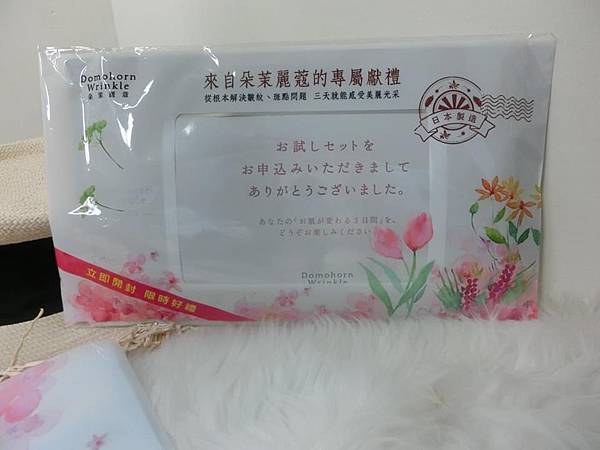 Domohorn
Wrinkle
朵茉麗蔻
來自朵茉麗蔻的專屬獻禮
從根本解決皺紋、斑點問題 三天就能感受美麗光采
日本製造
お試しセットを
お申込みいただきまして
ありがとうございました。
あなたの「お肌が変わる3日間」を、
どうぞお楽しみください
Domohorn
Wrinkle
立即開封 限時好禮